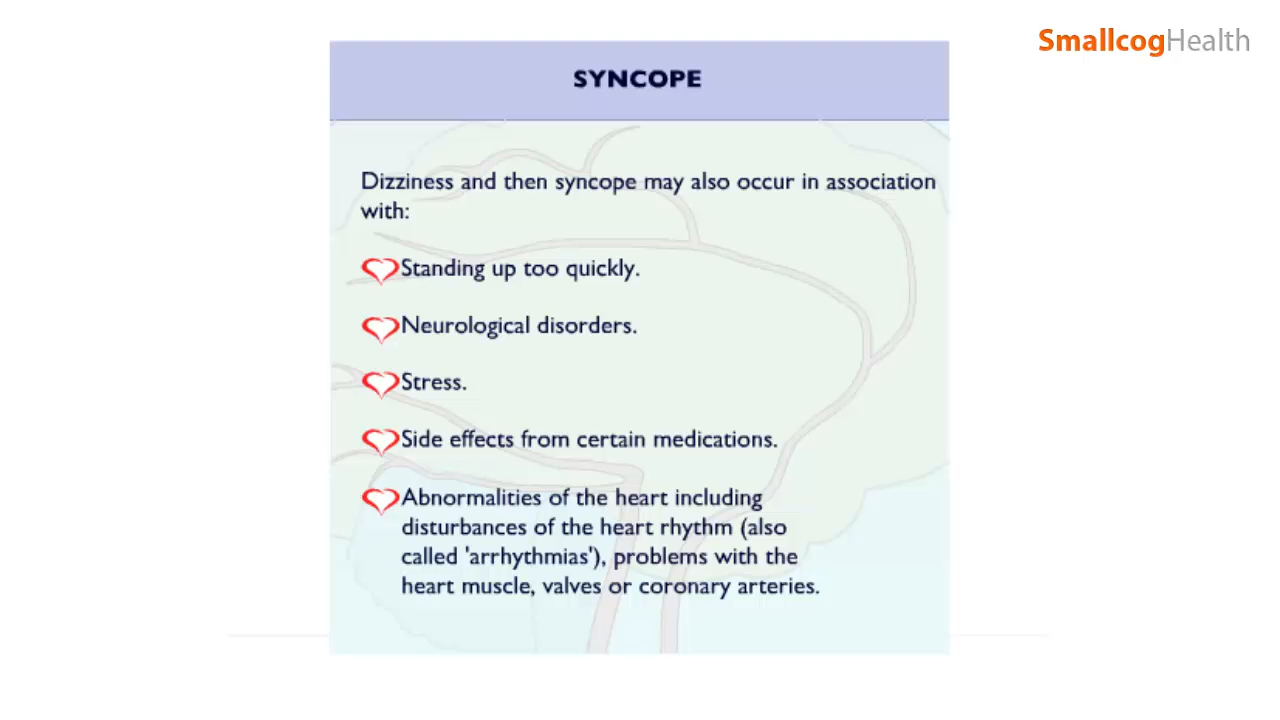 SmallcogHealth
SYNCOPE
Dizziness and then syncope may also occur in association
with:
Standing up too quickly.
Neurological disorders.
Stress.
Side effects from certain medications.
Abnormalities of the heart including
disturbances of the heart rhythm (also
called 'arrhythmias'), problems with the
heart muscle, valves or coronary arteries.